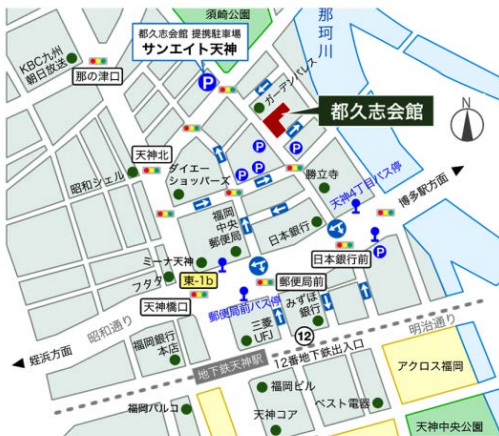 須崎公園
那珂川
都久志会館 提携駐車場
サンエイト天神
KBC九州
朝日放送
那の津口
P
ガーデンパレス
都久志会館
N
天神北
昭和シェル
ダイエー
ショッパーズ
P
P
P
P
勝立寺
天神4丁目バス停
博多駅方面
福岡
中央
郵便局
日本銀行
日本銀行前
P
ミーナ天神
フタタ
東-1b
天神橋口
郵便局前
郵便局前バス停
みずほ
銀行
昭和通り
三菱
UFJ
12
明治通り
姪浜方面
福岡銀行
本店
地下鉄天神駅
12番地下鉄出入口
アクロス福岡
福岡ビル
福岡パルコ
天神コア
ベスト電器
天神中央公園